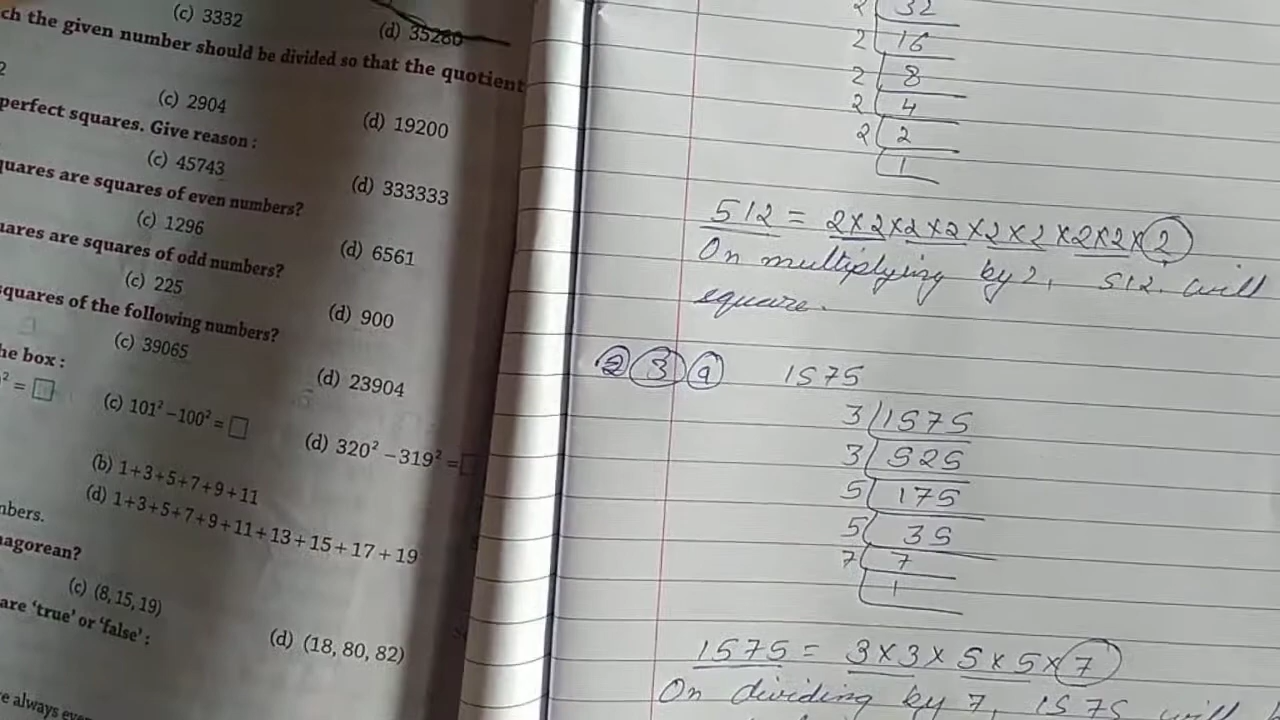 (c) 3332
(d) 35280
ch the given number should be divided so that the quotient
2
(c) 2904
(d) 19200
perfect squares. Give reason :
(c) 45743
(d) 333333
quares are squares of even numbers?
(c) 1296
(d) 6561
uares are squares of odd numbers?
(c) 225
(d) 900
squares of the following numbers?
(c) 39065
(d) 23904
he box :
² = □
(c) 101² – 100² = □
(d) 320² – 319² = □
(b) 1+3+5+7+9+11
(d) 1+3+5+7+9+11+13+15+17+19
nbers.
nagorean?
(c) (8, 15, 19)
(d) (18, 80, 82)
are 'true' or 'false' :
e always eve
2 32
2 16
2 8
2 4
2 2
1
512 = 2×2×2×2×2×2×2×2×2
On multiplying by 2, 512 will
square.
2 3 a 1575
3 1575
3 525
5 175
5 35
7 7
1
1575 = 3×3×5×5×7
On dividing by 7, 1575 will